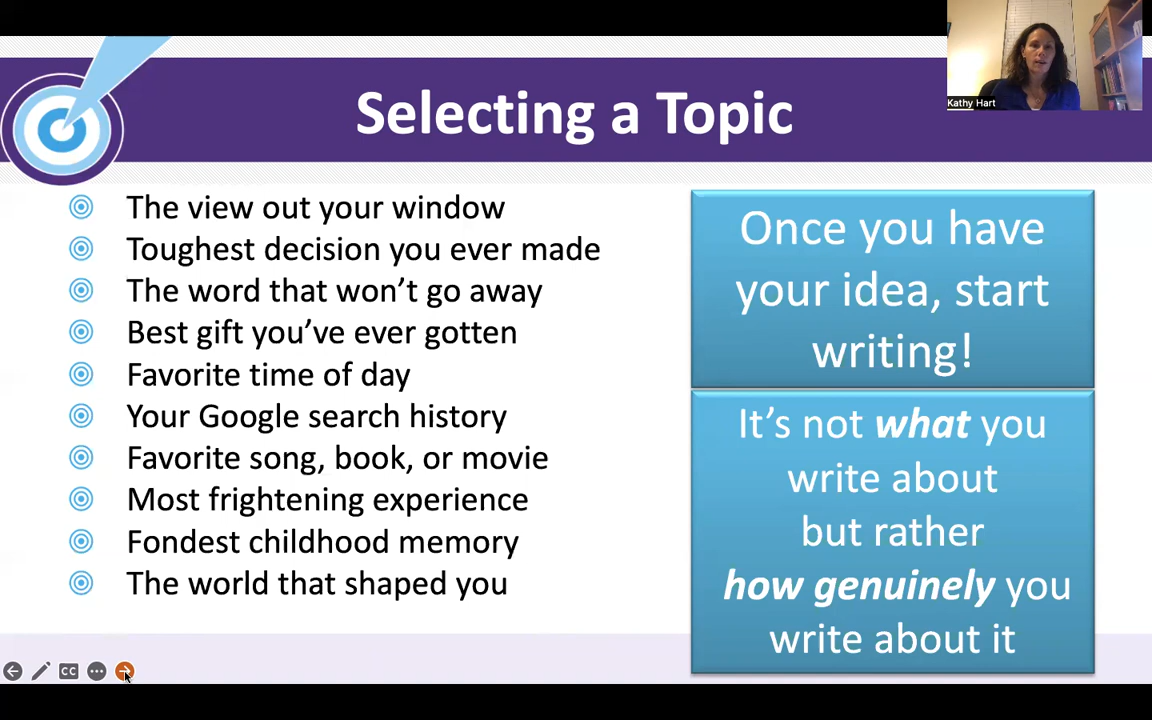 Selecting a Topic
Kathy Hart
The view out your window
Toughest decision you ever made
The word that won't go away
Best gift you've ever gotten
Favorite time of day
Your Google search history
Favorite song, book, or movie
Most frightening experience
Fondest childhood memory
The world that shaped you
Once you have
your idea, start
writing!
It's not what you
write about
but rather
how genuinely you
write about it
CC